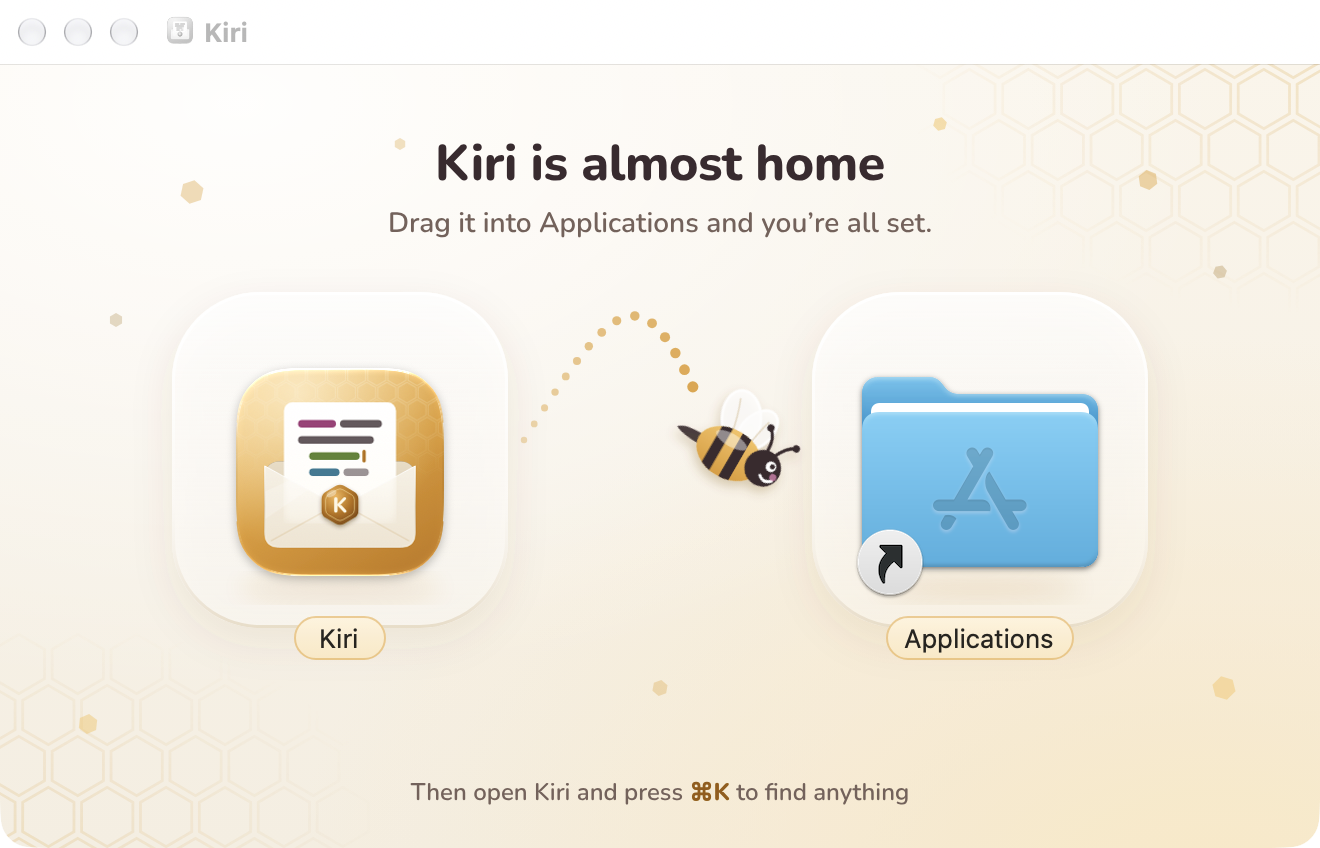 Kiri
Kiri is almost home
Drag it into Applications and you’re all set.
K
Kiri
Applications
Then open Kiri and press ⌘K to find anything